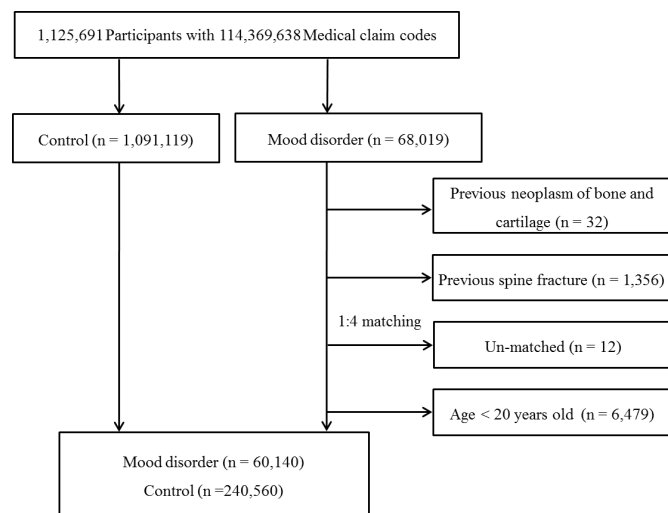 1,125,691 Participants with 114,369,638 Medical claim codes
Control (n = 1,091,119)
Mood disorder (n = 68,019)
Previous neoplasm of bone and
cartilage (n = 32)
Previous spine fracture (n = 1,356)
1:4 matching
Un-matched (n = 12)
Age < 20 years old (n = 6,479)
Mood disorder (n = 60,140)
Control (n =240,560)